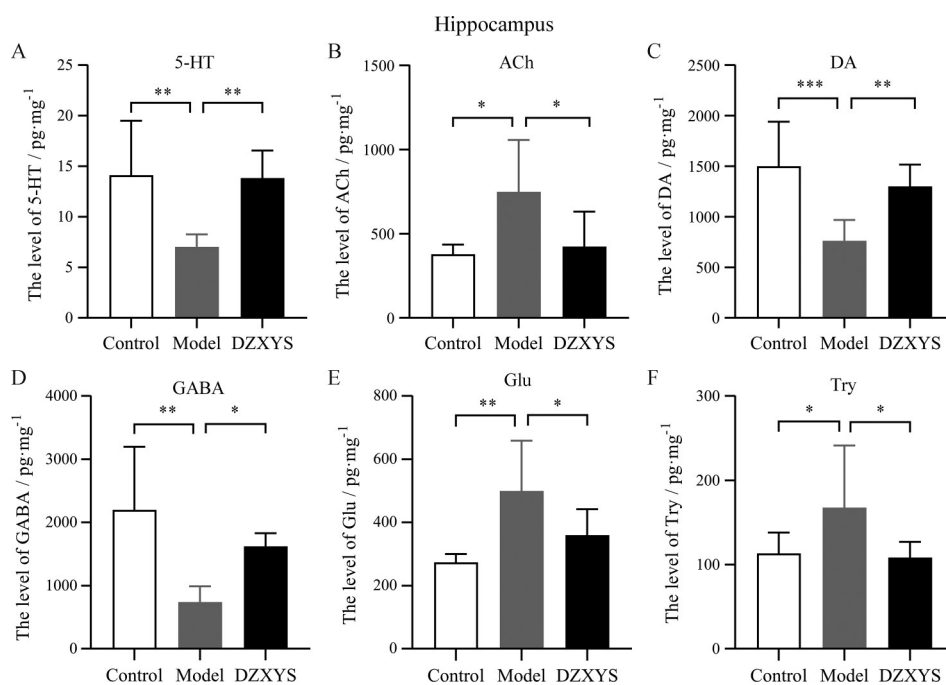 Hippocampus
A
5-HT
The level of 5-HT / pg·mg⁻¹
25
20
15
10
5
0
** **
Control Model DZXYS
B
ACh
The level of ACh / pg·mg⁻¹
1500
1000
500
0
* *
Control Model DZXYS
C
DA
The level of DA / pg·mg⁻¹
2500
2000
1500
1000
500
0
*** **
Control Model DZXYS
D
GABA
The level of GABA / pg·mg⁻¹
4000
3000
2000
1000
0
** *
Control Model DZXYS
E
Glu
The level of Glu / pg·mg⁻¹
800
600
400
200
0
** *
Control Model DZXYS
F
Try
The level of Try / pg·mg⁻¹
300
200
100
0
* *
Control Model DZXYS